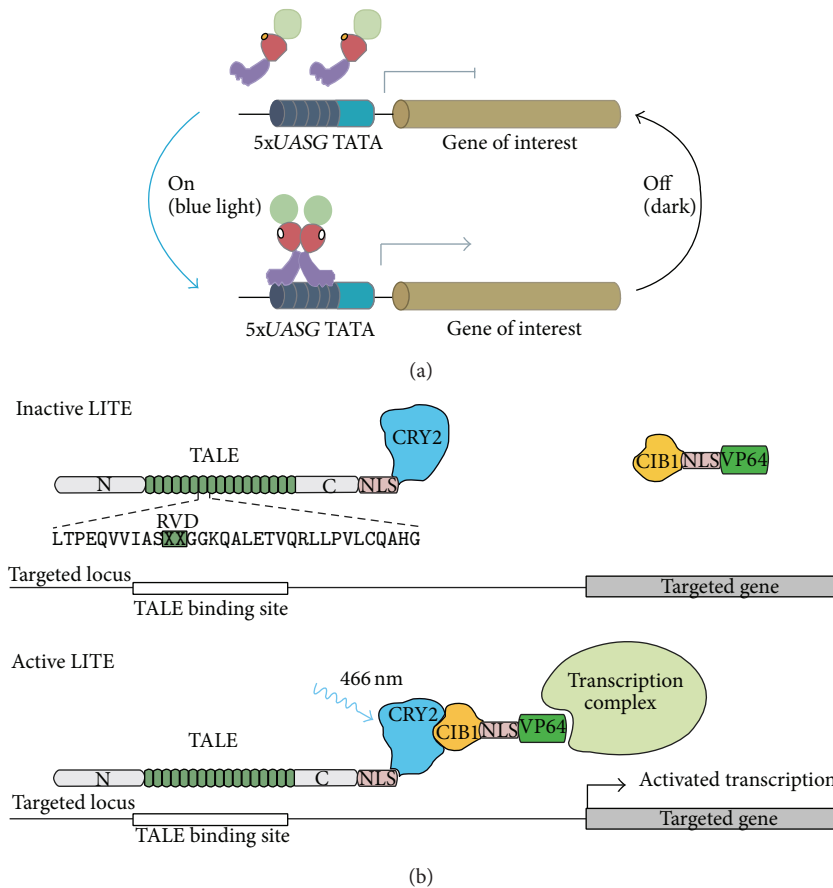 5xUASG TATA
Gene of interest
On
(blue light)
Off
(dark)
5xUASG TATA
Gene of interest
(a)
Inactive LITE
CRY2
TALE
CIB1
NLS
VP64
N
C
NLS
RVD
LTPEQVVIASXXGGKQALETVQRLLPVLCQAHG
Targeted locus
Targeted gene
TALE binding site
Active LITE
466 nm
Transcription
complex
CRY2
CIB1
NLS
VP64
TALE
N
C
NLS
Activated transcription
Targeted locus
Targeted gene
TALE binding site
(b)